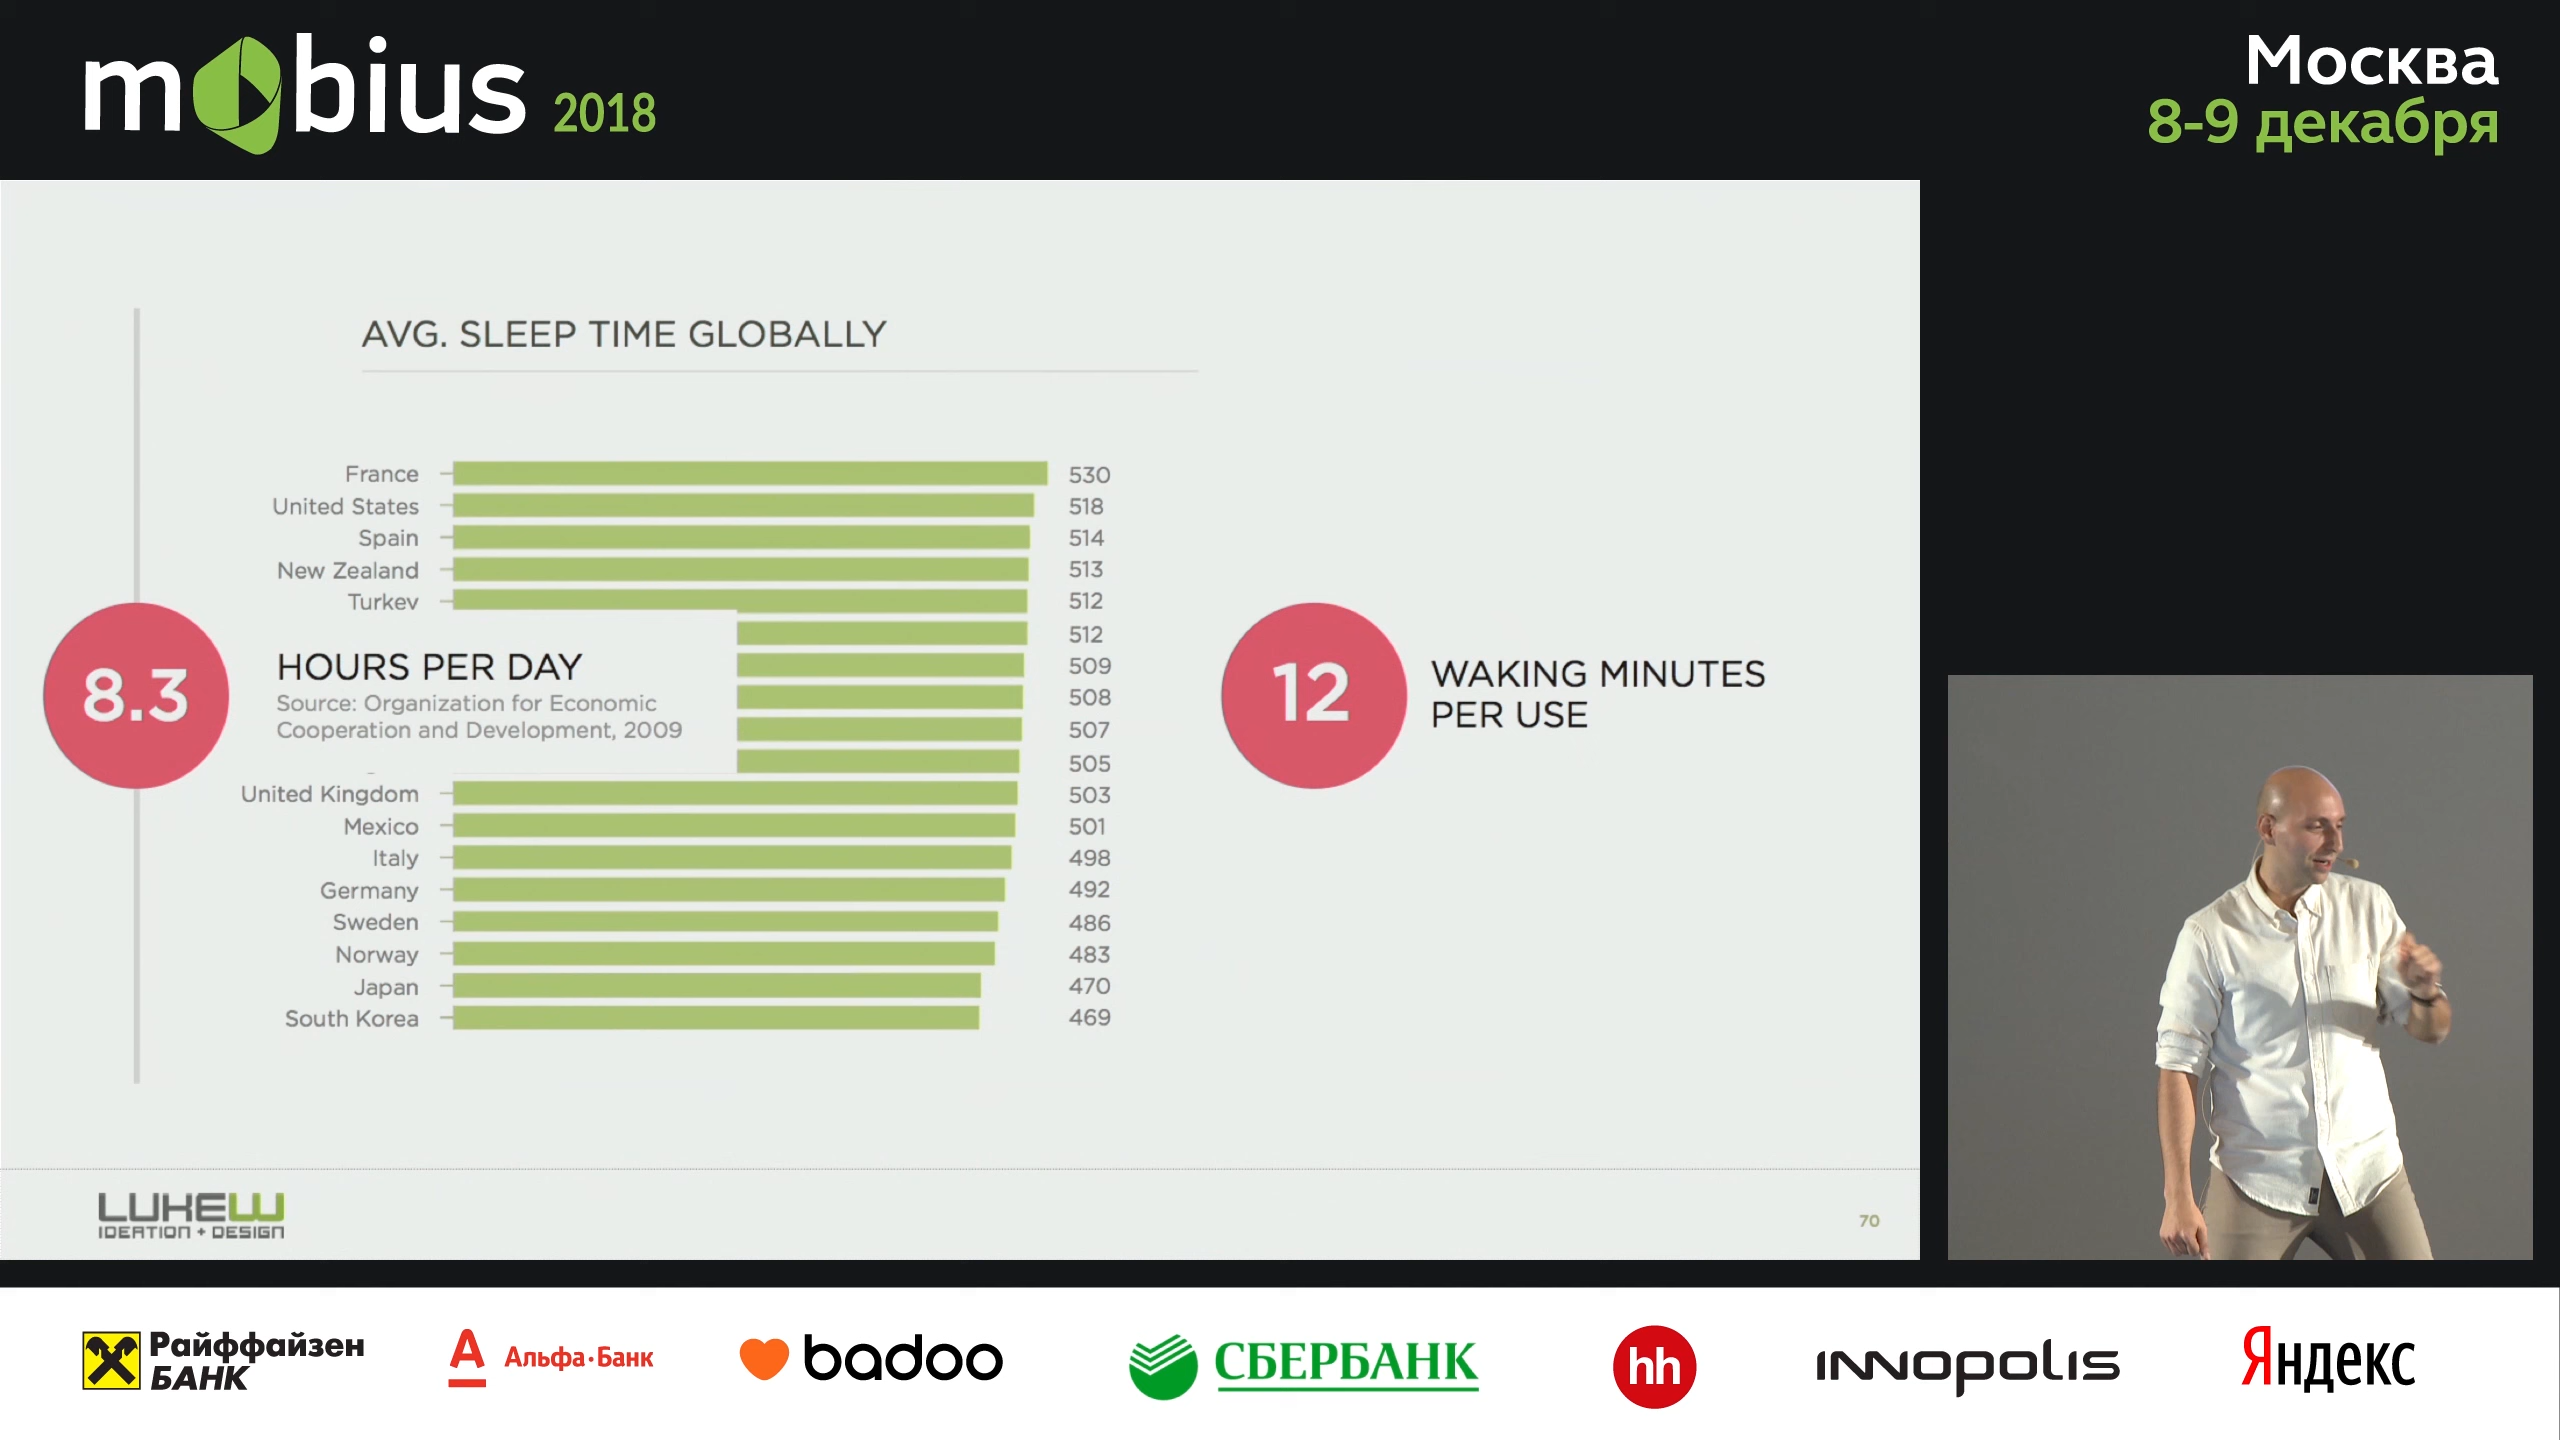 mobius 2018
Москва
8-9 декабря
AVG. SLEEP TIME GLOBALLY
France 530
United States 518
Spain 514
New Zealand 513
Turkey 512
512
509
508
507
505
8.3
HOURS PER DAY
Source: Organization for Economic
Cooperation and Development, 2009
United Kingdom 503
Mexico 501
Italy 498
Germany 492
Sweden 486
Norway 483
Japan 470
South Korea 469
12
WAKING MINUTES
PER USE
LUKEW
IDEATION + DESIGN
70
Райффайзен
БАНК
А
Альфа·Банк
badoo
СБЕРБАНК
hh
INNOPOLIS
Яндекс